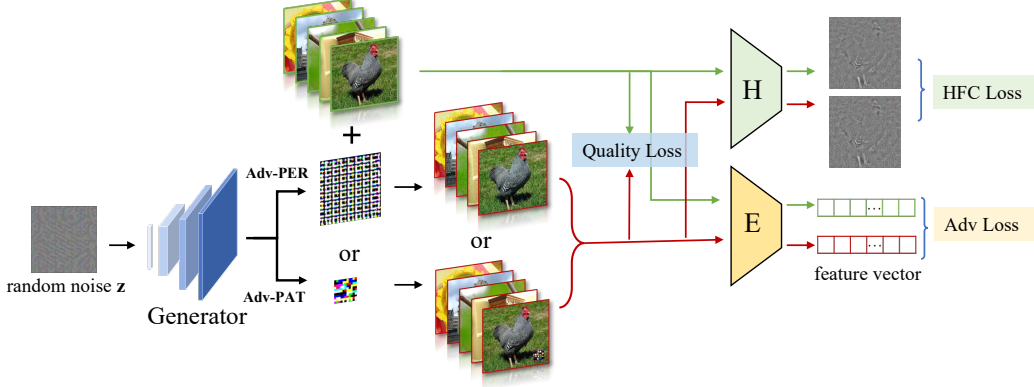 H
HFC Loss
+
Adv-PER
Quality Loss
or
or
E
...
...
Adv Loss
feature vector
random noise z
Adv-PAT
Generator